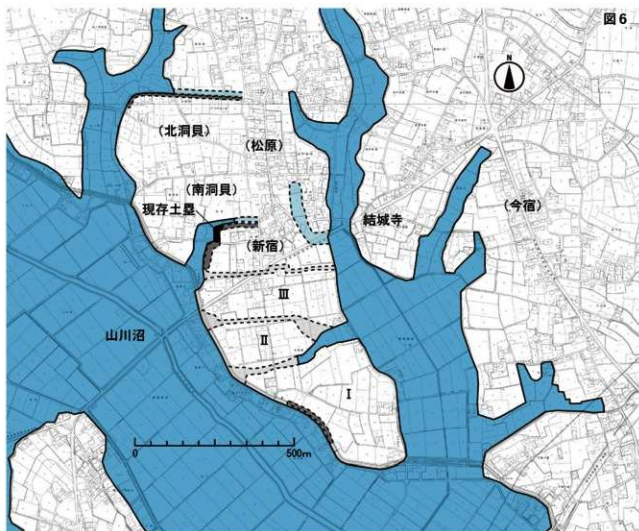 図6
N
(北洞貝)
(松原)
(南洞貝)
現存土塁
結城寺
(今宿)
(新宿)
III
山川沼
II
I
0
500m